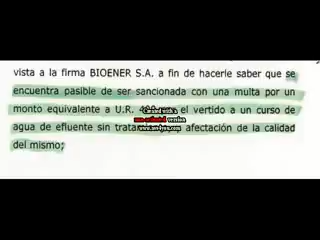 vista a la firma BIOENER S.A. a fin de hacerle saber que se
encuentra pasible de ser sancionada con una multa por un
monto equivalente a U.R. el vertido a un curso de
agua de efluente sin afectación de la calidad
del mismo;